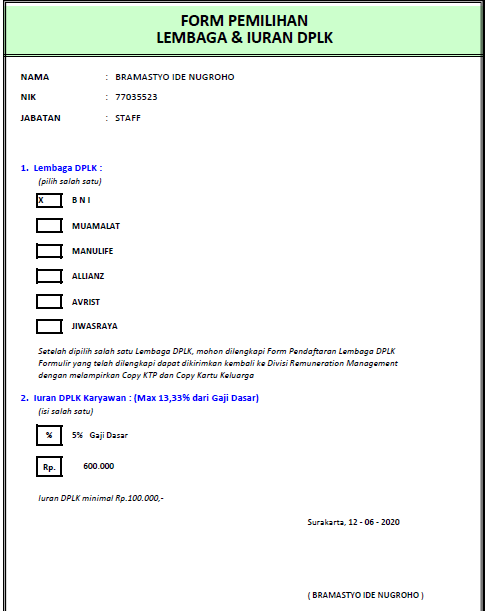 FORM PEMILIHAN
LEMBAGA & IURAN DPLK
NAMA : BRAMASTYO IDE NUGROHO
NIK : 77035523
JABATAN : STAFF
1. Lembaga DPLK :
(pilih salah satu)
X B N I
MUAMALAT
MANULIFE
ALLIANZ
AVRIST
JIWASRAYA
Setelah dipilih salah satu Lembaga DPLK, mohon dilengkapi Form Pendaftaran Lembaga DPLK
Formulir yang telah dilengkapi dapat dikirimkan kembali ke Divisi Remuneration Management
dengan melampirkan Copy KTP dan Copy Kartu Keluarga
2. Iuran DPLK Karyawan : (Max 13,33% dari Gaji Dasar)
(isi salah satu)
% 5% Gaji Dasar
Rp. 600.000
Iuran DPLK minimal Rp.100.000,-
Surakarta, 12 - 06 - 2020
( BRAMASTYO IDE NUGROHO )